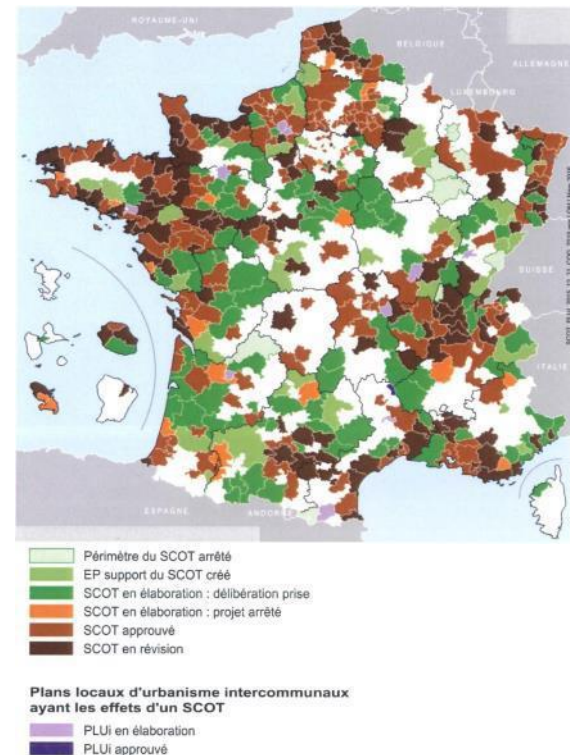 ROYAUME-UNI
BELGIQUE
ALLEMAGNE
LUXEMBOURG
SUISSE
ITALIE
ESPAGNE
ANDORRE
Périmètre du SCOT arrêté
EP support du SCOT créé
SCOT en élaboration : délibération prise
SCOT en élaboration : projet arrêté
SCOT approuvé
SCOT en révision
Plans locaux d'urbanisme intercommunaux
ayant les effets d'un SCOT
PLUi en élaboration
PLUi approuvé